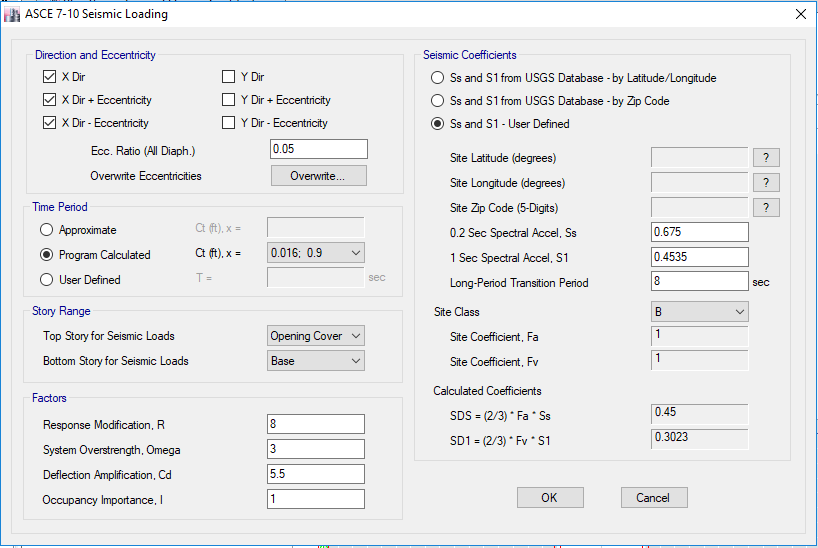 ASCE 7-10 Seismic Loading
Direction and Eccentricity
X Dir
Y Dir
X Dir + Eccentricity
Y Dir + Eccentricity
X Dir - Eccentricity
Y Dir - Eccentricity
Ecc. Ratio (All Diaph.)
0.05
Overwrite Eccentricities
Overwrite...
Time Period
Approximate
Ct (ft), x =
Program Calculated
Ct (ft), x =
0.016; 0.9
User Defined
T =
sec
Story Range
Top Story for Seismic Loads
Opening Cover
Bottom Story for Seismic Loads
Base
Factors
Response Modification, R
8
System Overstrength, Omega
3
Deflection Amplification, Cd
5.5
Occupancy Importance, I
1
Seismic Coefficients
Ss and S1 from USGS Database - by Latitude/Longitude
Ss and S1 from USGS Database - by Zip Code
Ss and S1 - User Defined
Site Latitude (degrees)
?
Site Longitude (degrees)
?
Site Zip Code (5-Digits)
?
0.2 Sec Spectral Accel, Ss
0.675
1 Sec Spectral Accel, S1
0.4535
Long-Period Transition Period
8
sec
Site Class
B
Site Coefficient, Fa
1
Site Coefficient, Fv
1
Calculated Coefficients
SDS = (2/3) * Fa * Ss
0.45
SD1 = (2/3) * Fv * S1
0.3023
OK
Cancel